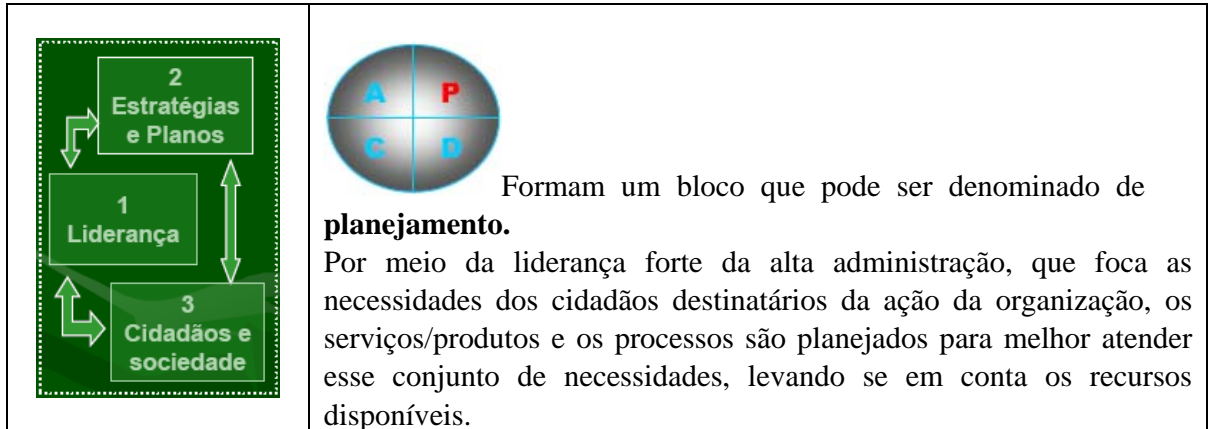 2
Estratégias
e Planos
1
Liderança
3
Cidadãos e
sociedade
A P
C D
Formam um bloco que pode ser denominado de
planejamento.
Por meio da liderança forte da alta administração, que foca as
necessidades dos cidadãos destinatários da ação da organização, os
serviços/produtos e os processos são planejados para melhor atender
esse conjunto de necessidades, levando se em conta os recursos
disponíveis.